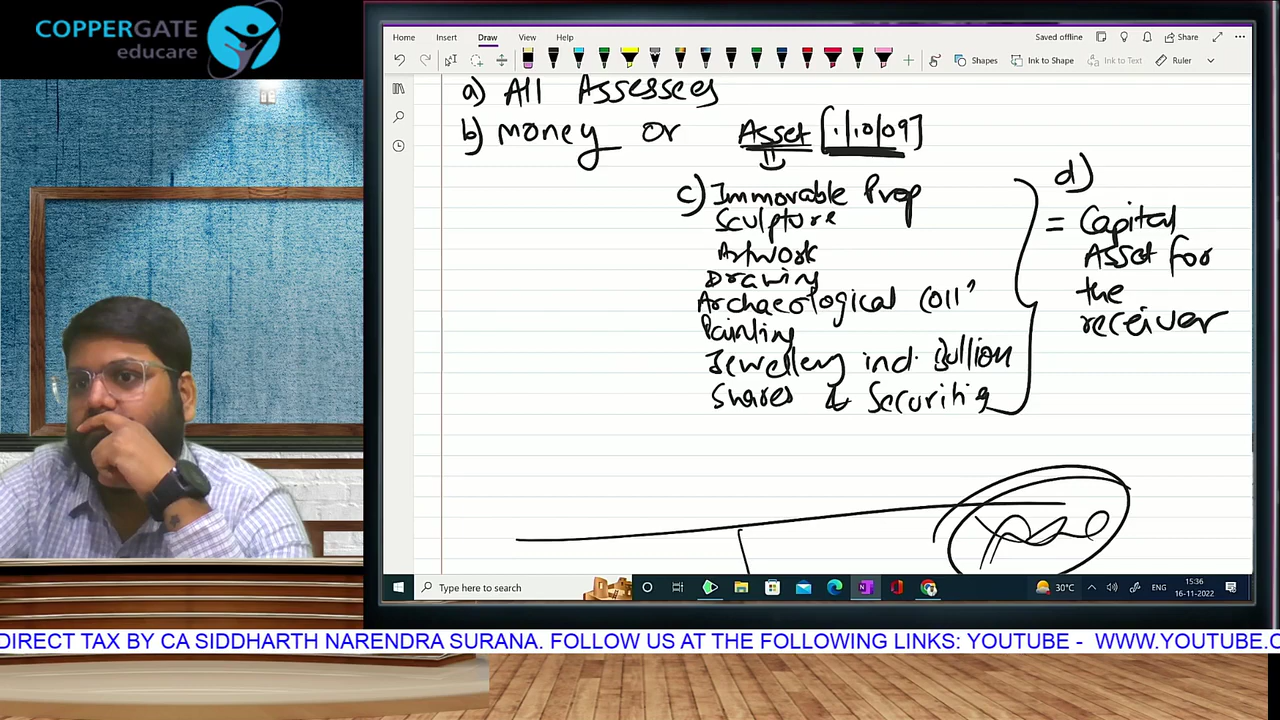 COPPERGATE
educare
Home Insert Draw View Help
Saved offline
Share
Shapes Ink to Shape Ink to Text Ruler
a) All Assessees
b) money or Asset [1/10/09]
c) Immovable Prop
Sculpture
Artwork
Drawing
Archaeological Coll'
Painting
Jewellery incl. Bullion
Shares & Securities
d)
= Capital
Asset for
the
receiver
Type here to search
30°C
ENG
15:36
16-11-2022
DIRECT TAX BY CA SIDDHARTH NARENDRA SURANA. FOLLOW US AT THE FOLLOWING LINKS: YOUTUBE - WWW.YOUTUBE.C